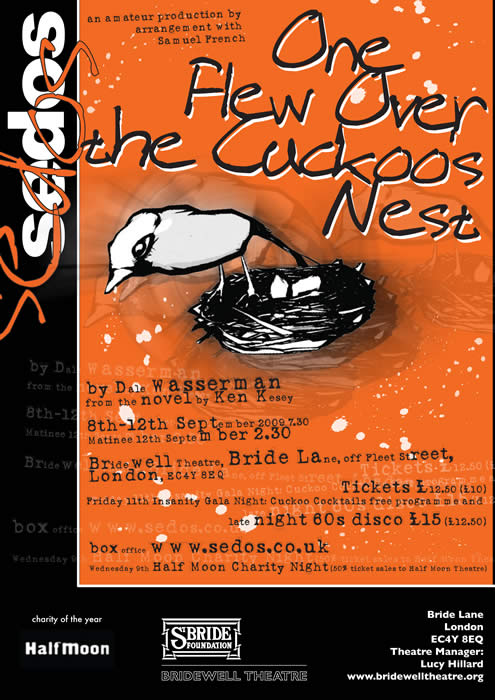 an amateur production by
arrangement with
Samuel French
sedos
sedos
One
Flew Over
the Cuckoos
Nest
by Dale Wasserman
from the novel by Ken Kesey
8th-12th September 2009 7.30
Matinee 12th September 2.30
Bridewell Theatre, Bride Lane, off Fleet Street,
London, EC4Y 8EQ
Tickets £12.50 (£10)
Friday 11th Insanity Gala Night: Cuckoo Cocktails free programme and
late night 60s disco £15 (£12.50)
box office www.sedos.co.uk
Wednesday 9th Half Moon Charity Night (50% ticket sales to Half Moon Theatre)
charity of the year
HalfMoon
ST BRIDE
FOUNDATION
BRIDEWELL THEATRE
Bride Lane
London
EC4Y 8EQ
Theatre Manager:
Lucy Hillard
www.bridewelltheatre.org